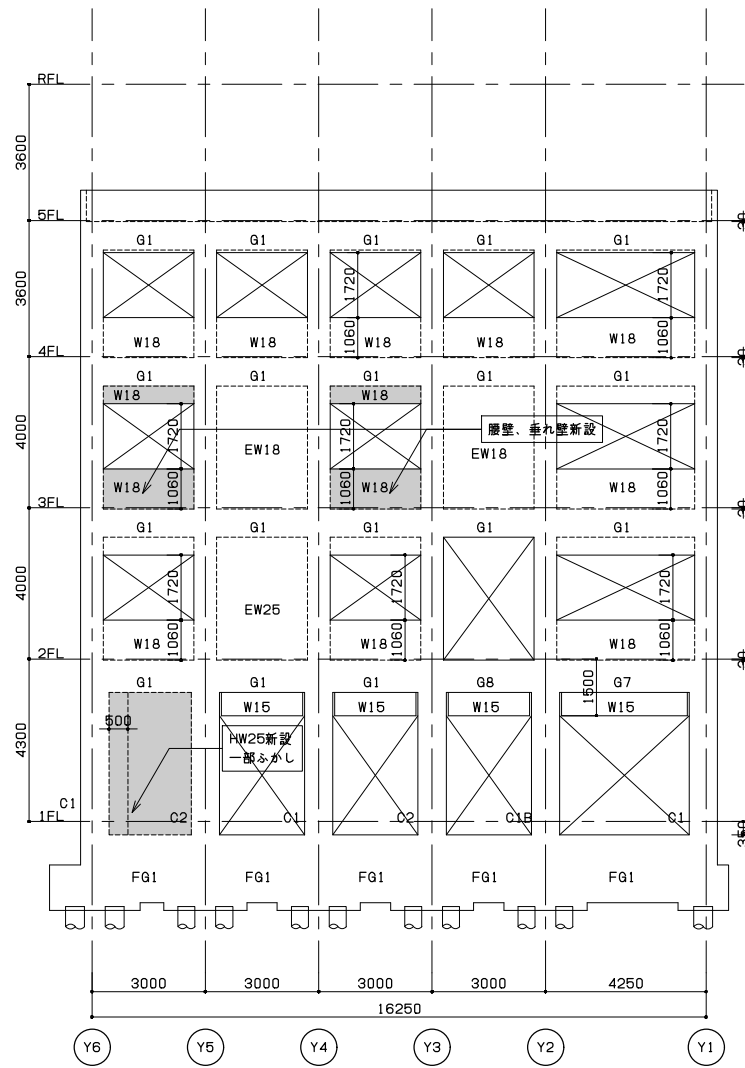 RFL
3600
5FL
G1 G1 G1 G1 G1
3600
1720 1720
W18 W18 1060 W18 W18 1060 W18
4FL
G1 G1 G1 G1 G1
W18 W18
4000
1720 1720 1720
腰壁、垂れ壁新設
EW18 EW18
W18 1060 1060 W18 1060 W18
3FL
G1 G1 G1 G1
4000
1720 1720 1720
EW25
W18 1060 W18 1060 1060 W18
2FL
G1 G1 G1 G8 G7
1500
W15 W15 W15 W15
500
4300
HW25新設
一部ふかし
C1
1FL
C2 C1 C2 C1B C1
350
FG1 FG1 FG1 FG1 FG1
3000 3000 3000 3000 4250
16250
Y6 Y5 Y4 Y3 Y2 Y1